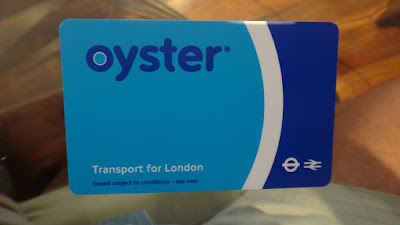 oyster
Transport for London
Issued subject to conditions – see over